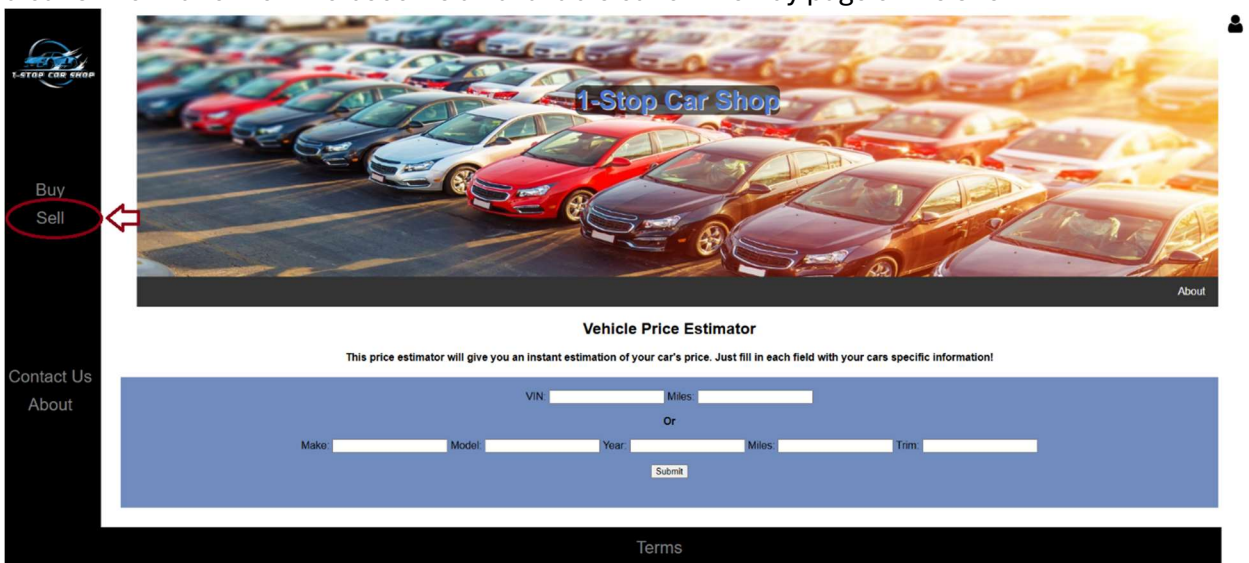 1-STOP CAR SHOP
1-Stop Car Shop
Buy
Sell
About
Vehicle Price Estimator
This price estimator will give you an instant estimation of your car's price. Just fill in each field with your cars specific information!
Contact Us
About
VIN: Miles:
Or
Make: Model: Year: Miles: Trim:
Submit
Terms